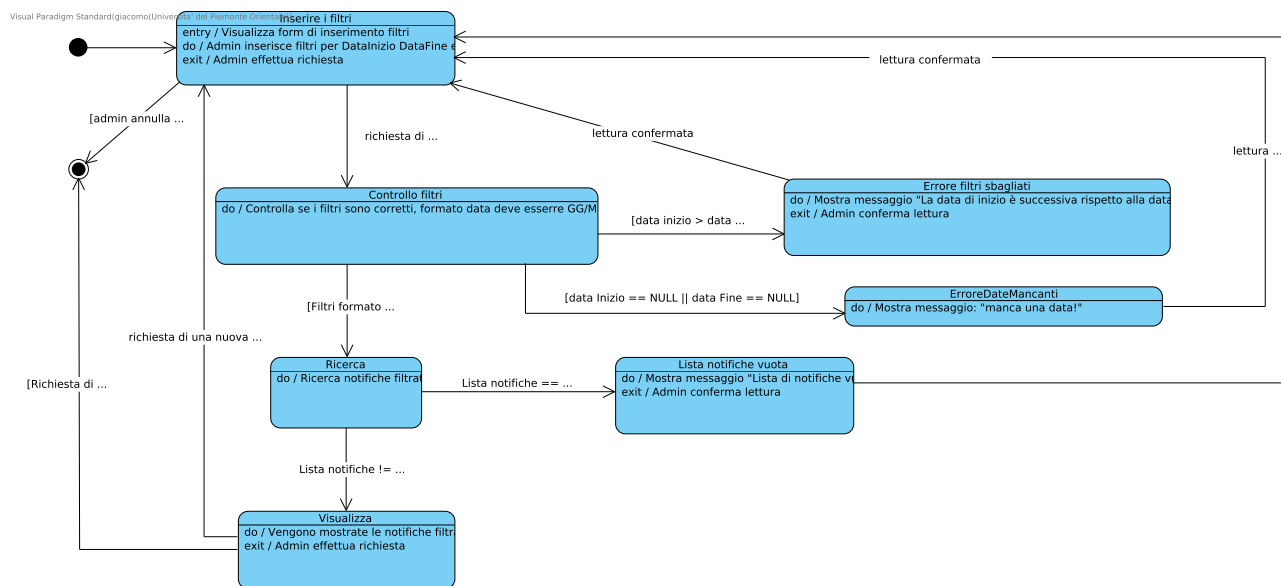 Visual Paradigm Standard(giacomo(Universita' del Piemonte Orientale))
Inserire i filtri
entry / Visualizza form di inserimento filtri
do / Admin inserisce filtri per DataInizio DataFine e
exit / Admin effettua richiesta
lettura confermata
[admin annulla ...
richiesta di ...
lettura confermata
lettura ...
Controllo filtri
do / Controlla se i filtri sono corretti, formato data deve esserre GG/M
Errore filtri sbagliati
do / Mostra messaggio "La data di inizio è successiva rispetto alla data
exit / Admin conferma lettura
[data inizio > data ...
[Filtri formato ...
[data Inizio == NULL || data Fine == NULL]
ErroreDateMancanti
do / Mostra messaggio: "manca una data!"
richiesta di una nuova ...
Ricerca
do / Ricerca notifiche filtrat
Lista notifiche == ...
Lista notifiche vuota
do / Mostra messaggio "Lista di notifiche vu
exit / Admin conferma lettura
[Richiesta di ...
Lista notifiche != ...
Visualizza
do / Vengono mostrate le notifiche filtra
exit / Admin effettua richiesta